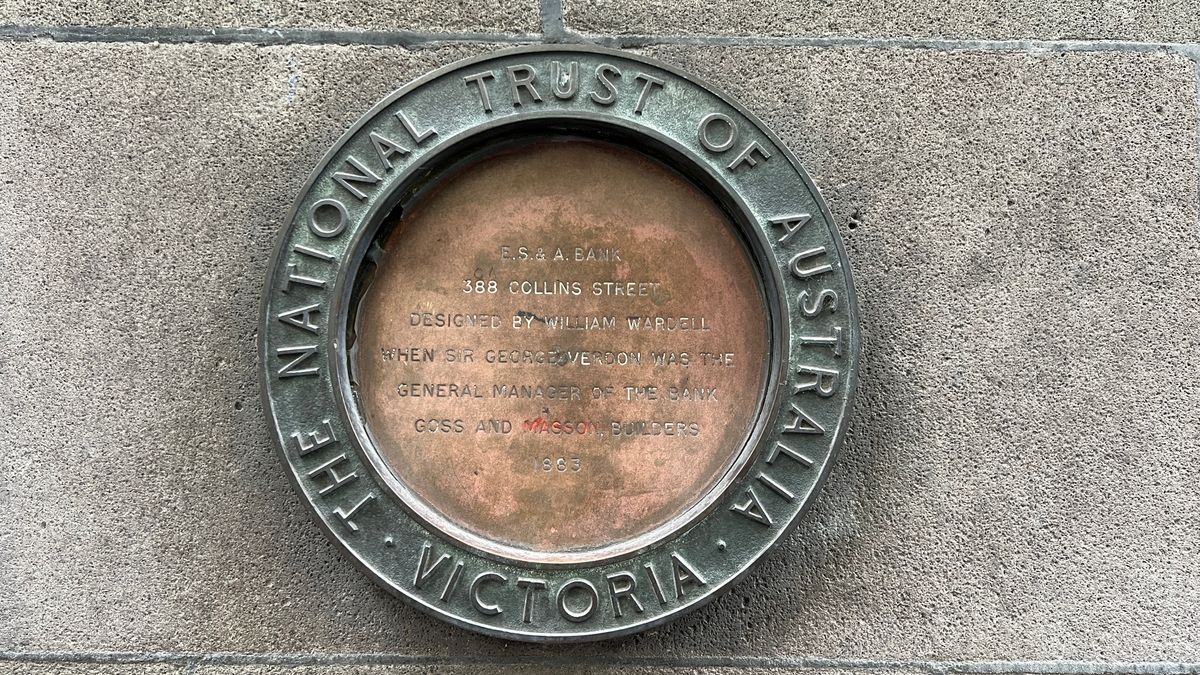 THE NATIONAL TRUST OF AUSTRALIA
· VICTORIA ·
E.S. & A. BANK
388 COLLINS STREET
DESIGNED BY WILLIAM WARDELL
WHEN SIR GEORGE VERDON WAS THE
GENERAL MANAGER OF THE BANK
GOSS AND MASSON, BUILDERS
1883